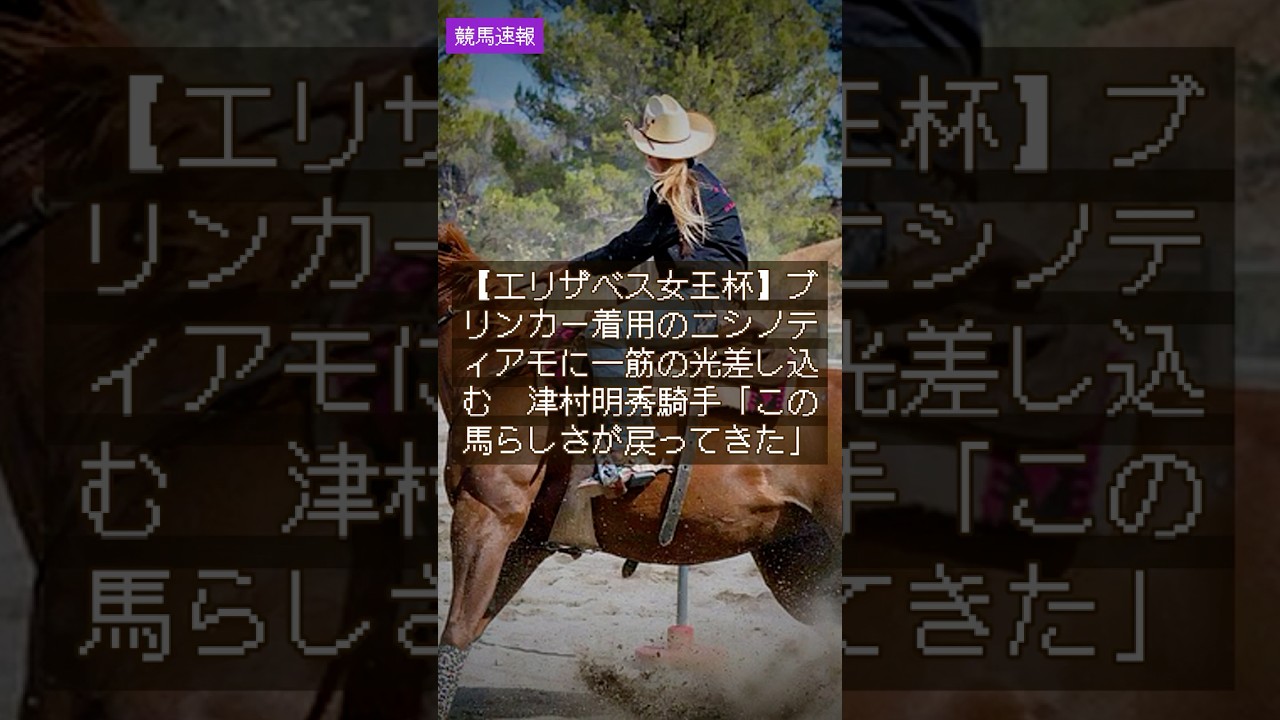 競馬速報
【エリザベス女王杯】ブ
リンカー着用のニシノテ
ィアモに一筋の光差し込
む　津村明秀騎手「この
馬らしさが戻ってきた」